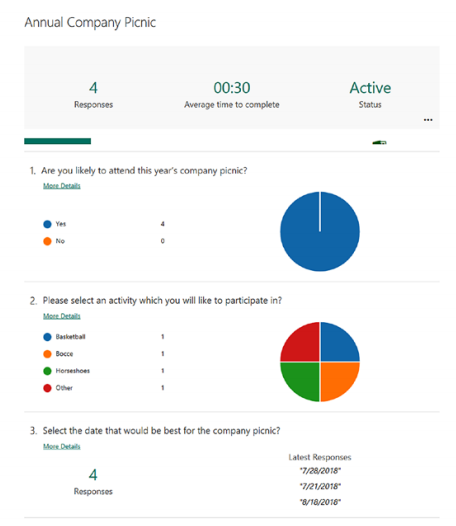 Annual Company Picnic
4 00:30 Active
Responses Average time to complete Status
...
1. Are you likely to attend this year's company picnic?
More Details
Yes 4
No 0
2. Please select an activity which you will like to participate in?
More Details
Basketball 1
Bocce 1
Horseshoes 1
Other 1
3. Select the date that would be best for the company picnic?
More Details
4
Responses
Latest Responses
"7/28/2018"
"7/21/2018"
"8/18/2018"